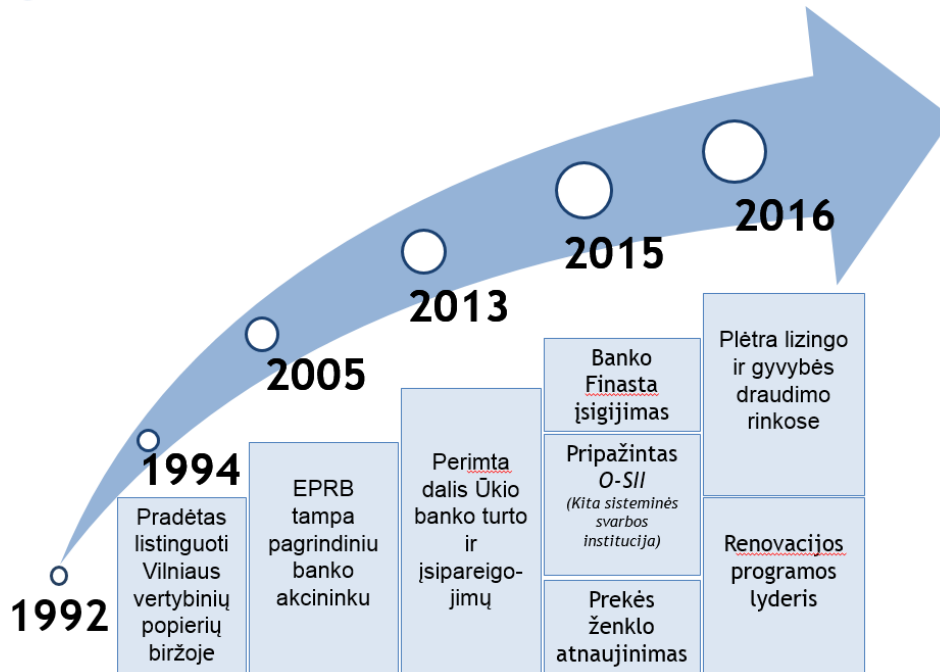 1992
1994
Pradėtas
listinguoti
Vilniaus
vertybinių
popierių
biržoje
2005
EPRB
tampa
pagrindiniu
banko
akcininku
2013
Perimta
dalis Ūkio
banko turto
ir
įsipareigo-
jimų
2015
Banko
Finasta
įsigijimas
Pripažintas
O-SII
(Kita sisteminės
svarbos
institucija)
Prekės
ženklo
atnaujinimas
2016
Plėtra lizingo
ir gyvybės
draudimo
rinkose
Renovacijos
programos
lyderis